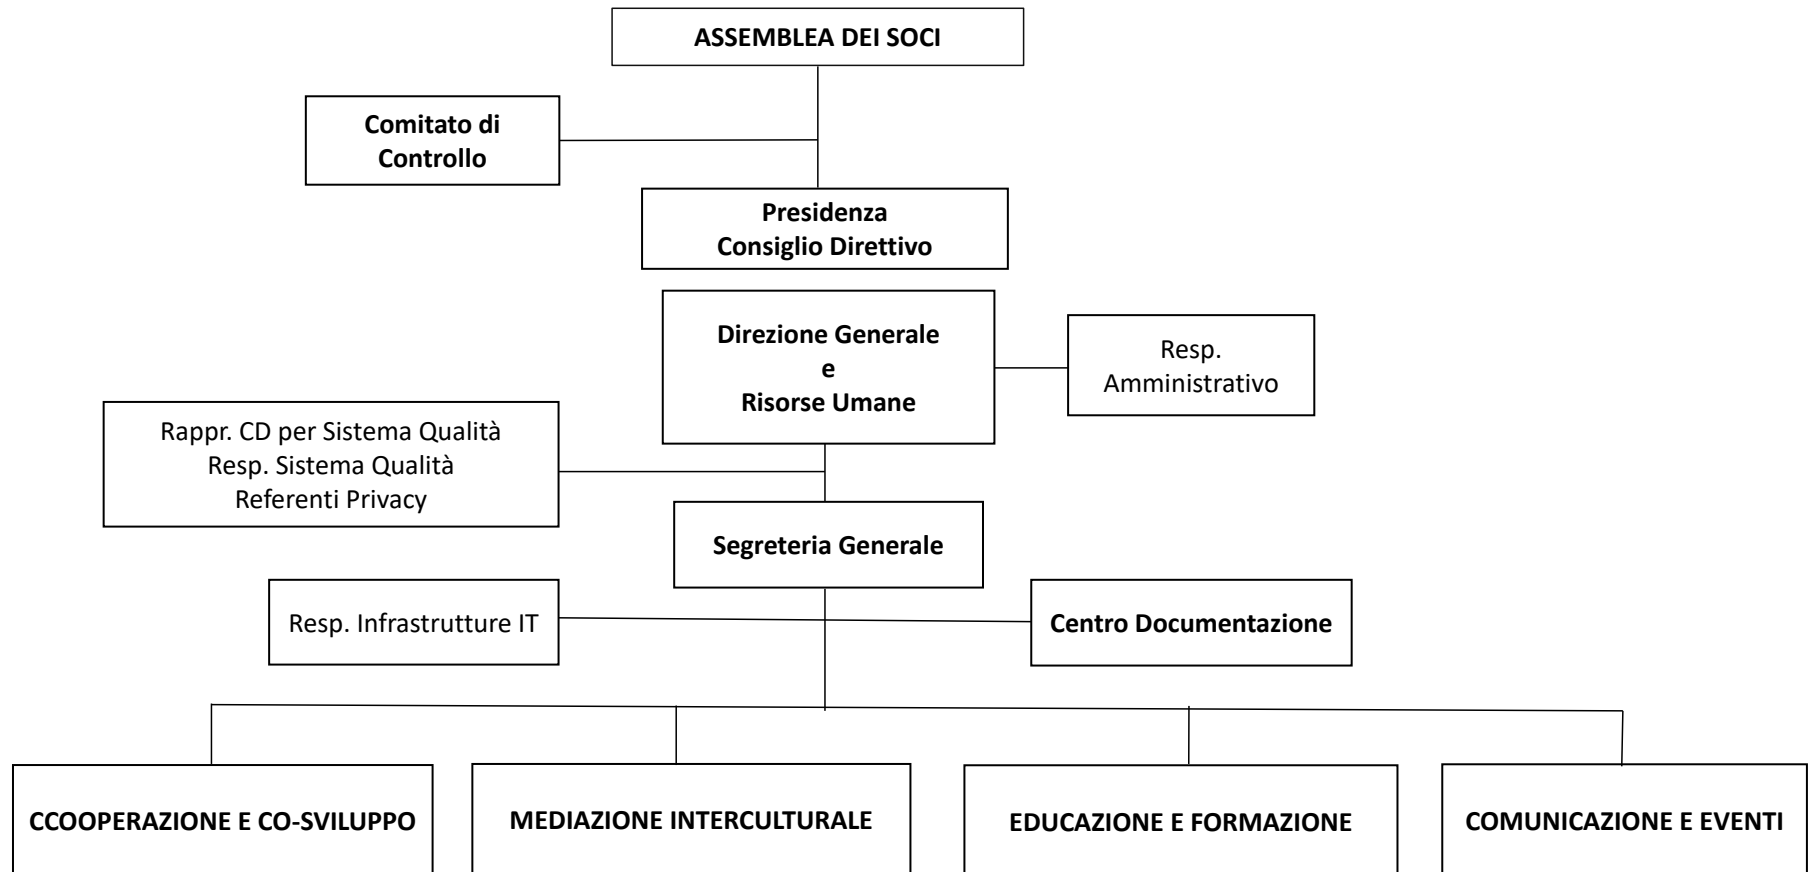 ASSEMBLEA DEI SOCI
Comitato di
Controllo
Presidenza
Consiglio Direttivo
Direzione Generale
e
Risorse Umane
Resp.
Amministrativo
Rappr. CD per Sistema Qualità
Resp. Sistema Qualità
Referenti Privacy
Segreteria Generale
Resp. Infrastrutture IT
Centro Documentazione
CCOOPERAZIONE E CO-SVILUPPO
MEDIAZIONE INTERCULTURALE
EDUCAZIONE E FORMAZIONE
COMUNICAZIONE E EVENTI